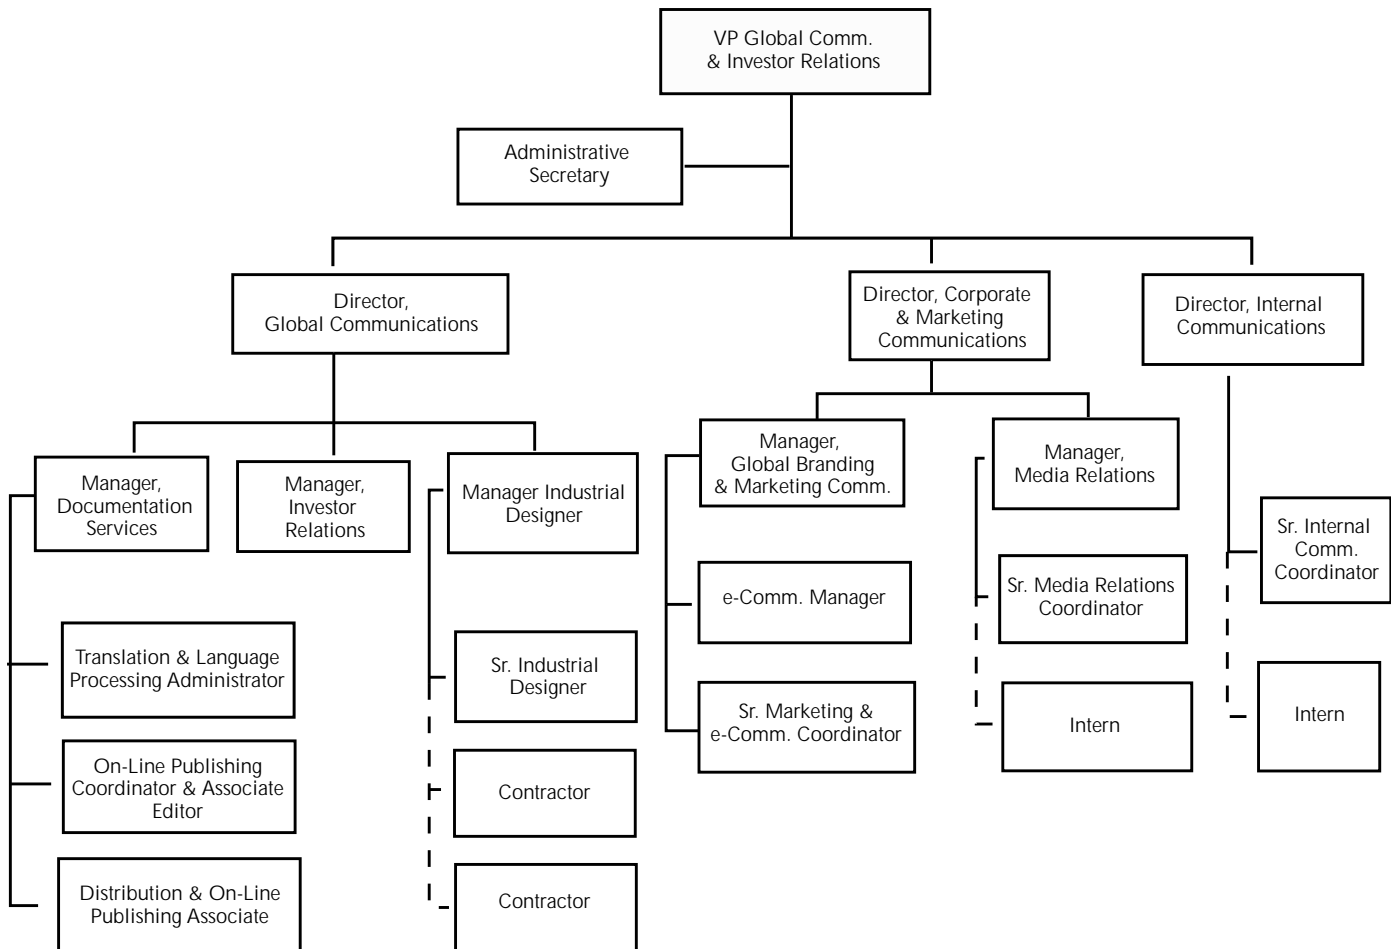 VP Global Comm.
& Investor Relations
Administrative
Secretary
Director,
Global Communications
Director, Corporate
& Marketing
Communications
Director, Internal
Communications
Manager,
Documentation
Services
Manager,
Investor
Relations
Manager Industrial
Designer
Manager,
Global Branding
& Marketing Comm.
Manager,
Media Relations
Sr. Internal
Comm.
Coordinator
Translation & Language
Processing Administrator
Sr. Industrial
Designer
e-Comm. Manager
Sr. Media Relations
Coordinator
On-Line Publishing
Coordinator & Associate
Editor
Contractor
Sr. Marketing &
e-Comm. Coordinator
Intern
Intern
Distribution & On-Line
Publishing Associate
Contractor